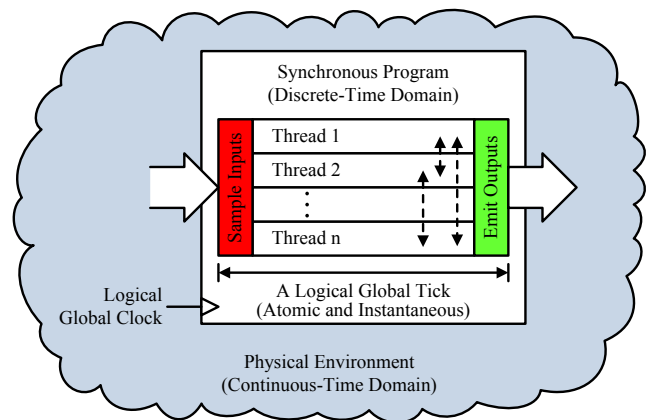 Synchronous Program
(Discrete-Time Domain)
Sample Inputs
Thread 1
Thread 2
Thread n
Emit Outputs
A Logical Global Tick
(Atomic and Instantaneous)
Logical
Global Clock
Physical Environment
(Continuous-Time Domain)